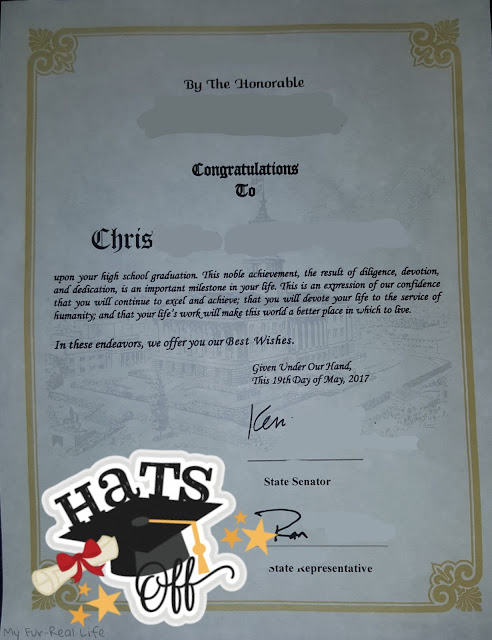 By The Honorable
Congratulations
To
Chris
upon your high school graduation. This noble achievement, the result of diligence, devotion,
and dedication, is an important milestone in your life. This is an expression of our confidence
that you will continue to excel and achieve; that you will devote your life to the service of
humanity; and that your life's work will make this world a better place in which to live.
In these endeavors, we offer you our Best Wishes.
Given Under Our Hand,
This 19th Day of May, 2017
Ken
State Senator
Ron
State Representative
HaTS
Off
My Fur-Real Life